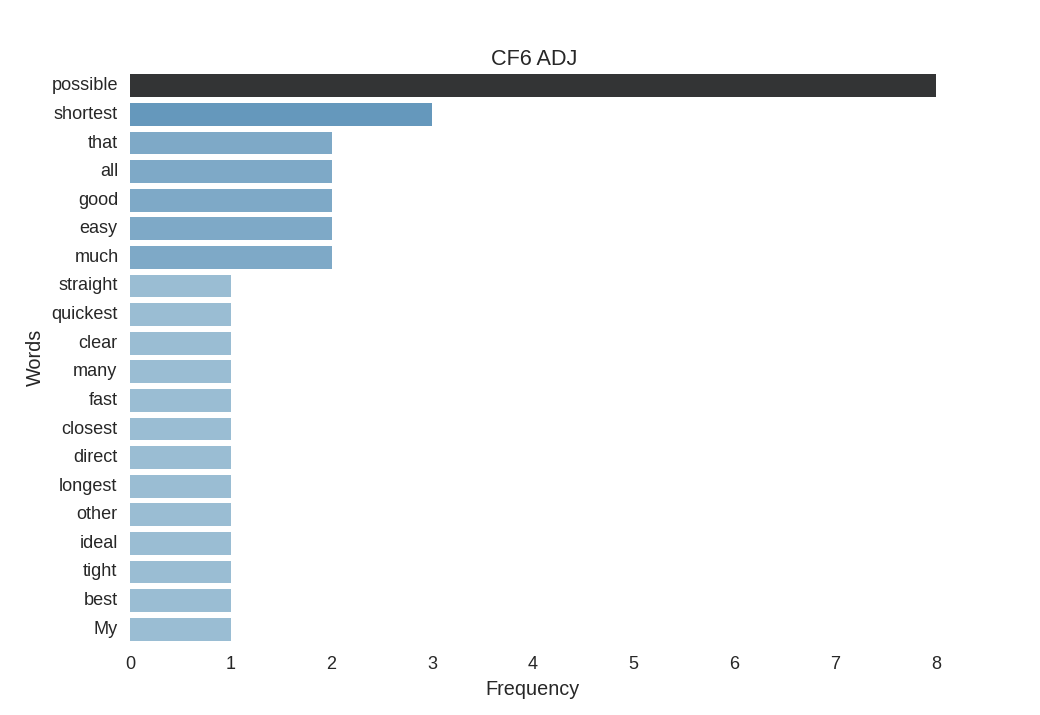 CF6 ADJ
possible
shortest
that
all
good
easy
much
straight
quickest
clear
many
fast
closest
direct
longest
other
ideal
tight
best
My
Words
0 1 2 3 4 5 6 7 8
Frequency